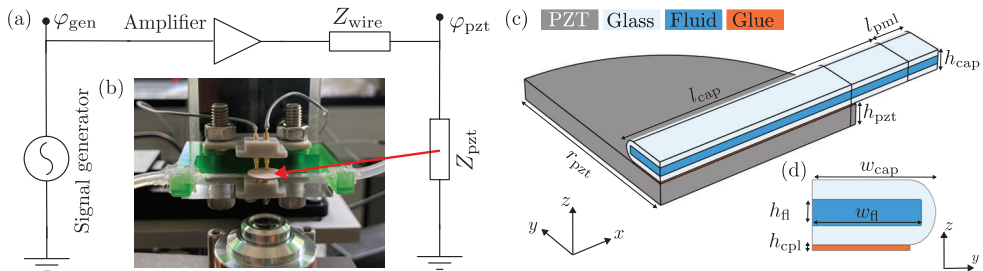 (a)
φgen
Amplifier
Zwire
φpzt
Signal generator
Zpzt
(b)
(c)
PZT Glass Fluid Glue
lpml
hcap
lcap
hpzt
rpzt
z
y
x
(d)
wcap
hfl
wfl
hcpl
z
y